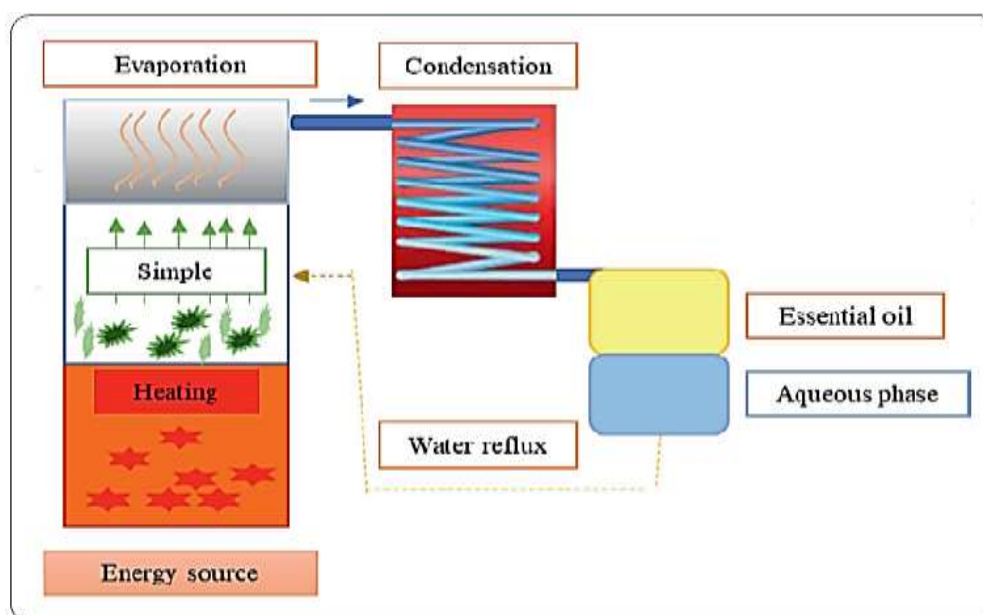 Evaporation
Condensation
Simple
Essential oil
Heating
Aqueous phase
Water reflux
Energy source